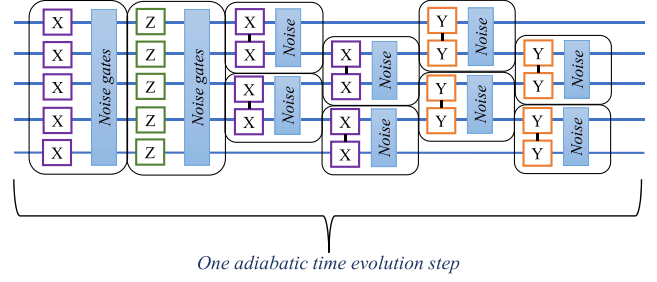 X Z X Noise Y Noise
X Z X X Noise Y Y Noise
X Z X Noise X Y Noise Y
X Z X X Noise Y Y Noise
X Z X Y
Noise gates Noise gates
One adiabatic time evolution step